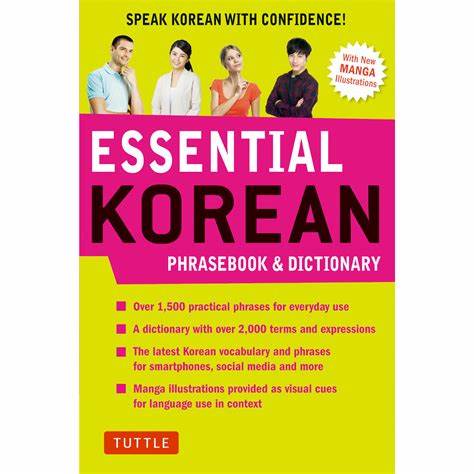 SPEAK KOREAN WITH CONFIDENCE!
With New
MANGA
Illustrations
ESSENTIAL
KOREAN
PHRASEBOOK & DICTIONARY
Over 1,500 practical phrases for everyday use
A dictionary with over 2,000 terms and expressions
The latest Korean vocabulary and phrases
for smartphones, social media and more
Manga illustrations provided as visual cues
for language use in context
TUTTLE